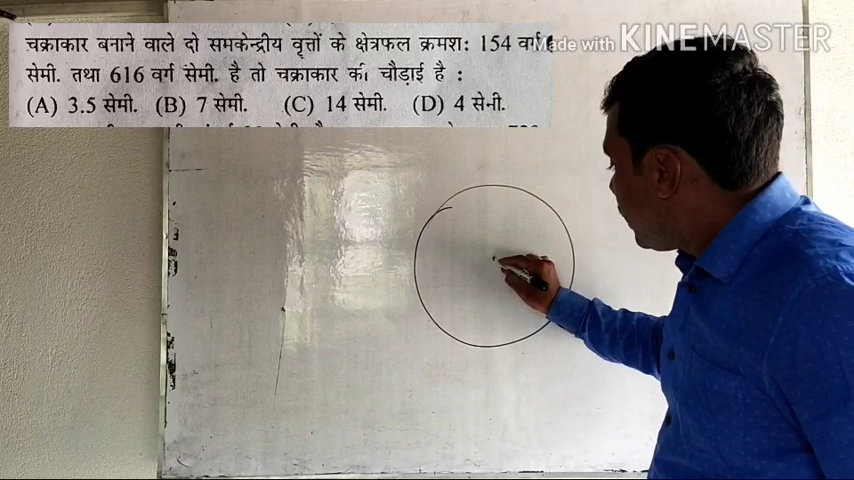 चक्राकार बनाने वाले दो समकेन्द्रीय वृत्तों के क्षेत्रफल क्रमश: 154 वर्ग
सेमी. तथा 616 वर्ग सेमी. है तो चक्राकार की चौड़ाई है :
(A) 3.5 सेमी. (B) 7 सेमी. (C) 14 सेमी. (D) 4 सेमी.
Made with KINEMASTER